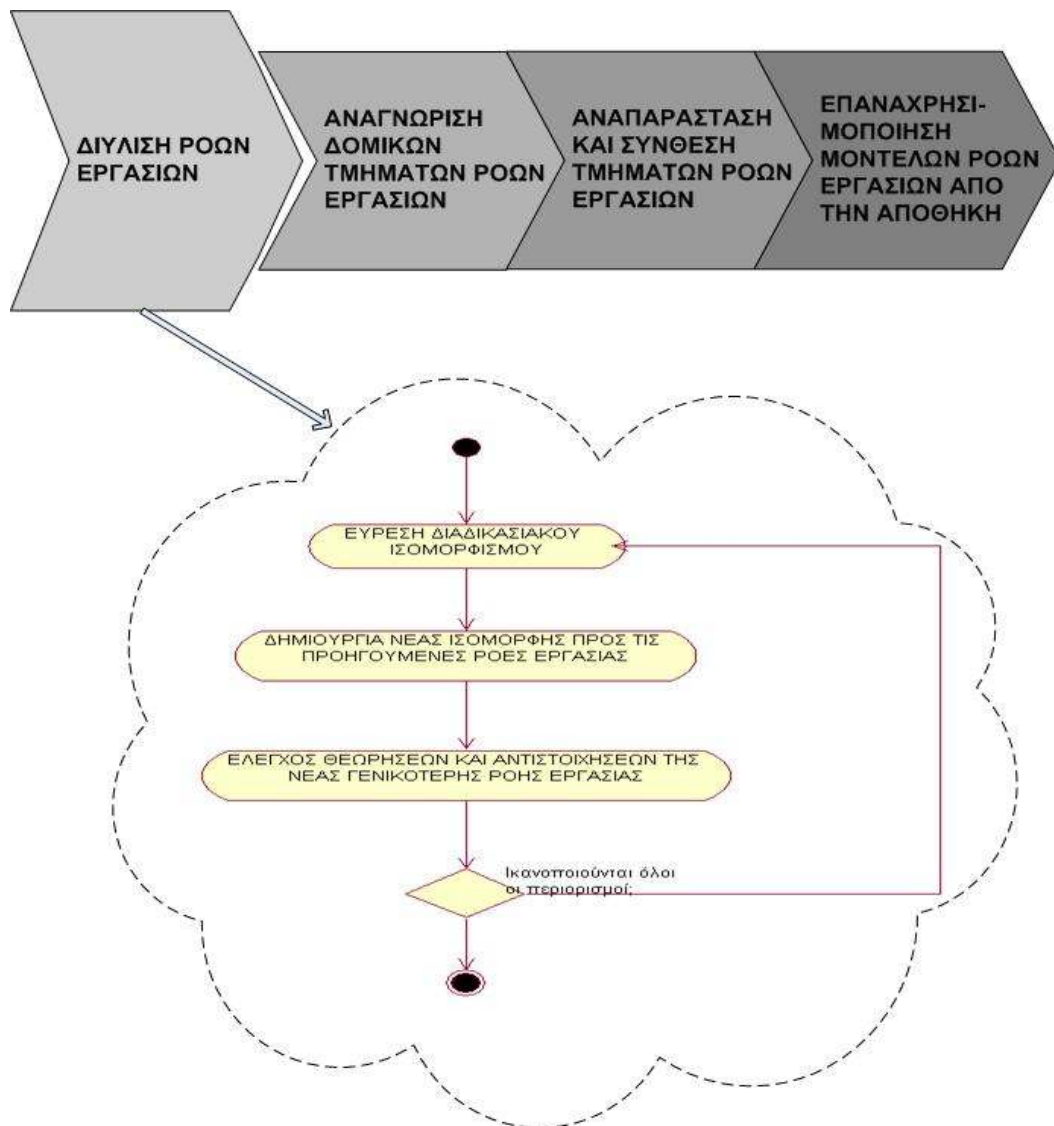 ΔΙΥΛΙΣΗ ΡΟΩΝ
ΕΡΓΑΣΙΩΝ
ΑΝΑΓΝΩΡΙΣΗ
ΔΟΜΙΚΩΝ
ΤΜΗΜΑΤΩΝ ΡΟΩΝ
ΕΡΓΑΣΙΩΝ
ΑΝΑΠΑΡΑΣΤΑΣΗ
ΚΑΙ ΣΥΝΘΕΣΗ
ΤΜΗΜΑΤΩΝ ΡΟΩΝ
ΕΡΓΑΣΙΩΝ
ΕΠΑΝΑΧΡΗΣΙ-
ΜΟΠΟΙΗΣΗ
ΜΟΝΤΕΛΩΝ ΡΟΩΝ
ΕΡΓΑΣΙΩΝ ΑΠΟ
ΤΗΝ ΑΠΟΘΗΚΗ
ΕΥΡΕΣΗ ΔΙΑΔΙΚΑΣΙΑΚΟΥ
ΙΣΟΜΟΡΦΙΣΜΟΥ
ΔΗΜΙΟΥΡΓΙΑ ΝΕΑΣ ΙΣΟΜΟΡΦΗΣ ΠΡΟΣ ΤΙΣ
ΠΡΟΗΓΟΥΜΕΝΕΣ ΡΟΕΣ ΕΡΓΑΣΙΑΣ
ΕΛΕΓΧΟΣ ΘΕΩΡΗΣΕΩΝ ΚΑΙ ΑΝΤΙΣΤΟΙΧΗΣΕΩΝ ΤΗΣ
ΝΕΑΣ ΓΕΝΙΚΟΤΕΡΗΣ ΡΟΗΣ ΕΡΓΑΣΙΑΣ
Ικανοποιούνται όλοι
οι περιορισμοί;